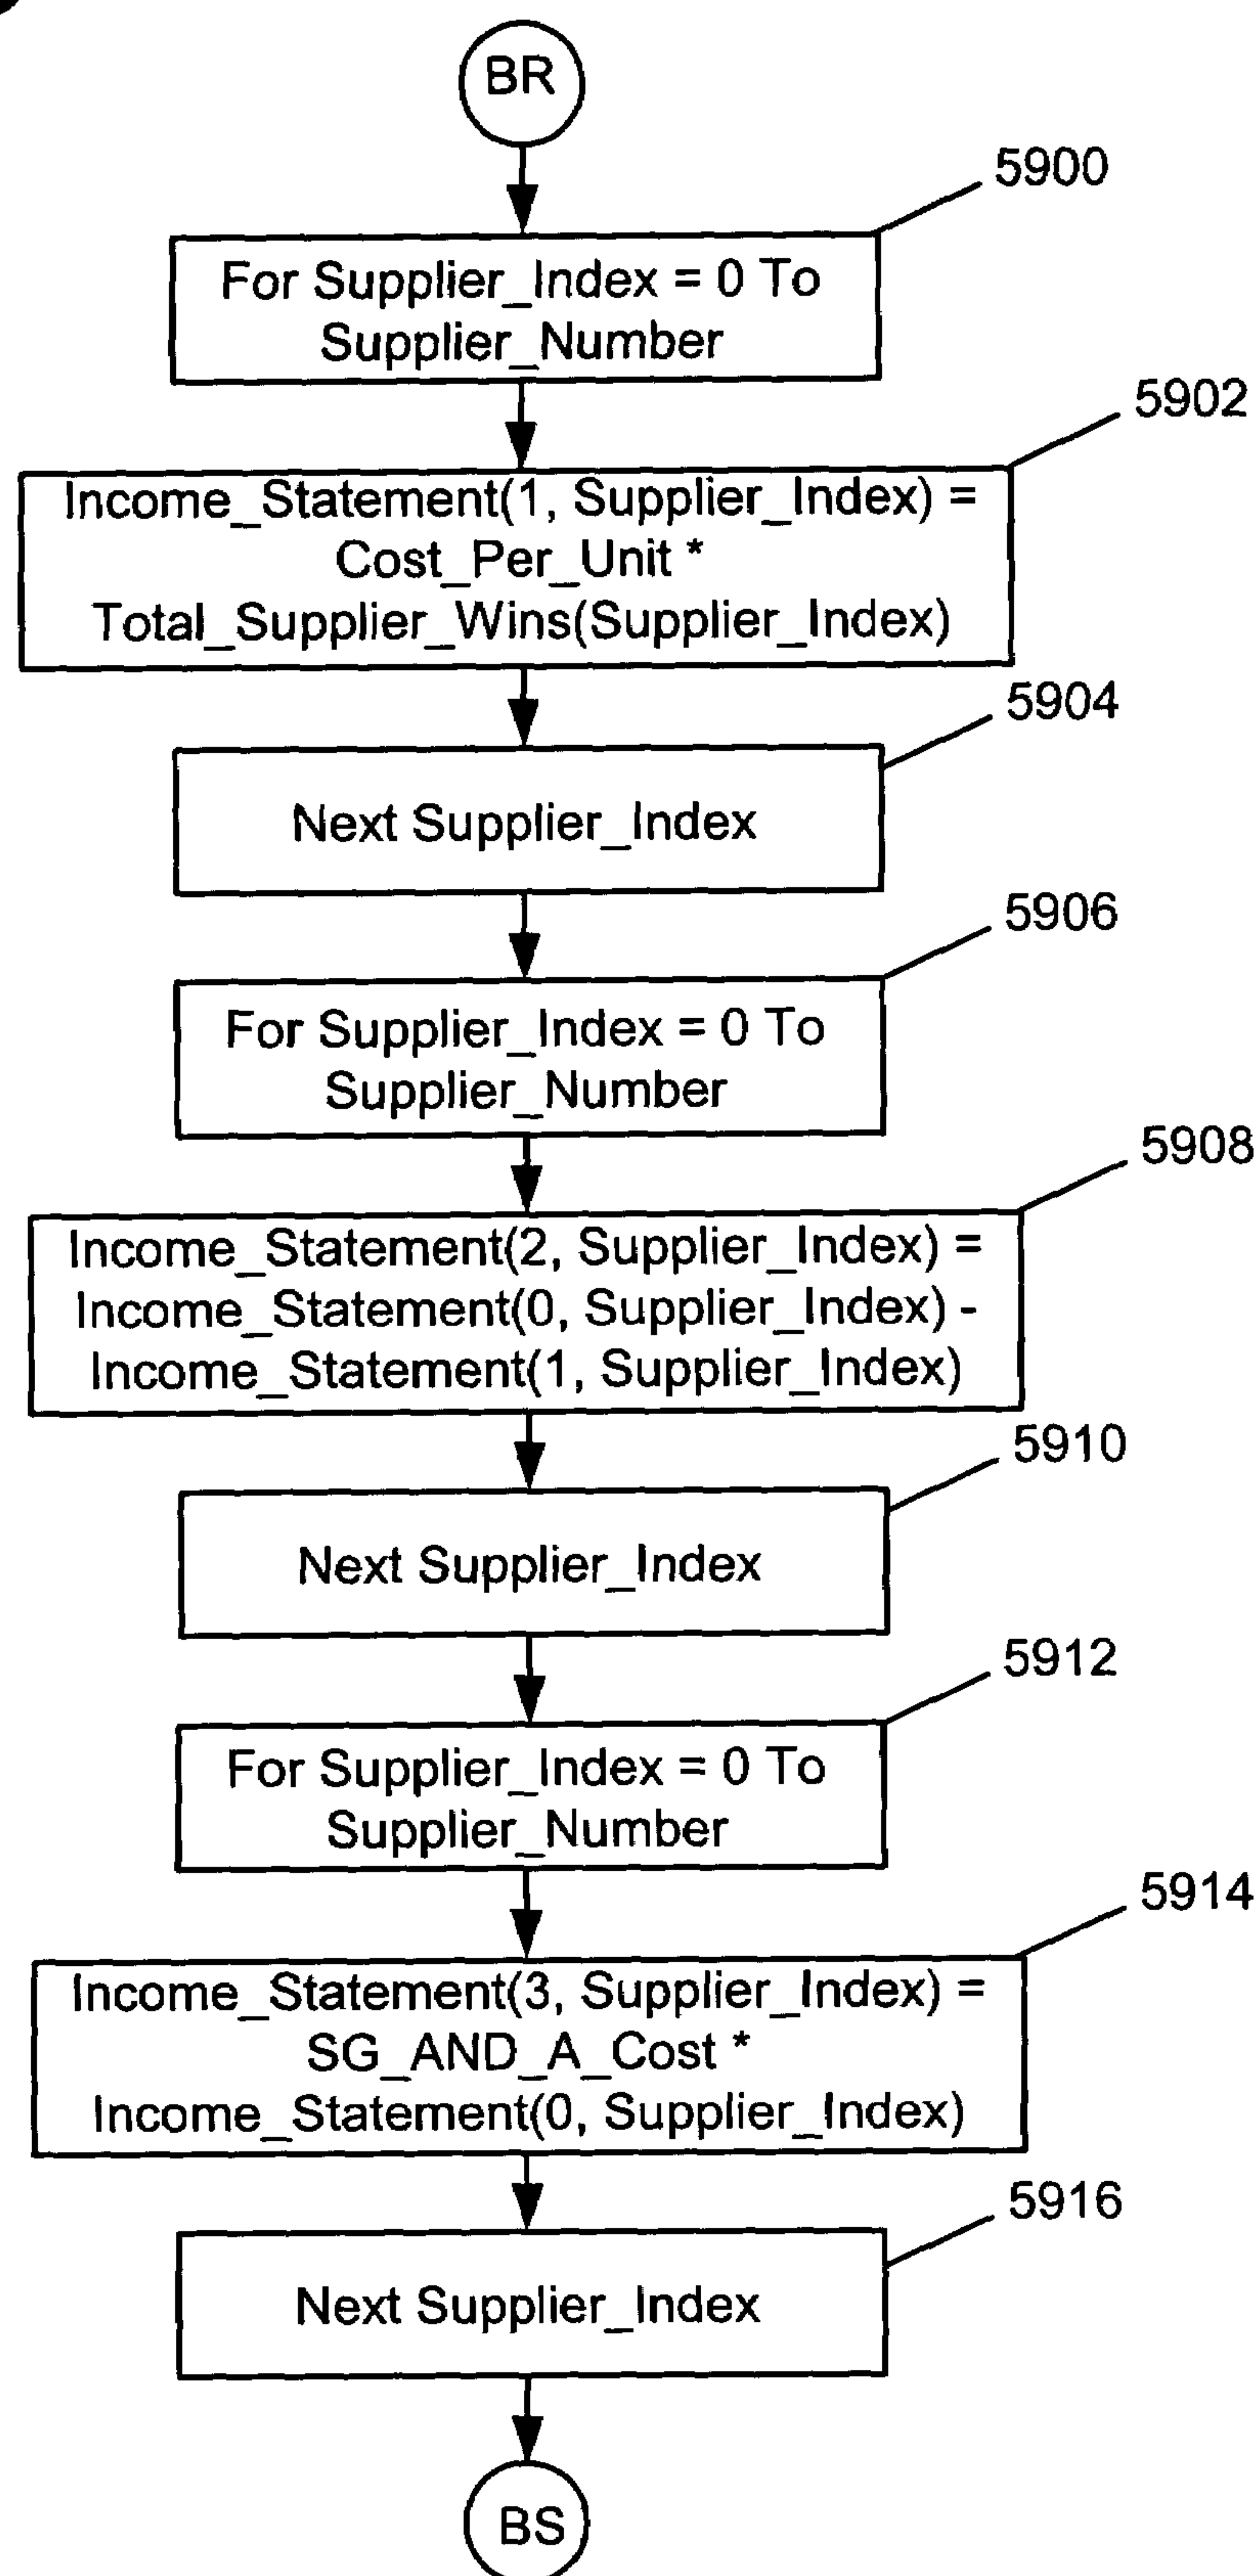 BR
5900
For Supplier_Index = 0 To
Supplier_Number
5902
Income_Statement(1, Supplier_Index) =
Cost_Per_Unit *
Total_Supplier_Wins(Supplier_Index)
5904
Next Supplier_Index
5906
For Supplier_Index = 0 To
Supplier_Number
5908
Income_Statement(2, Supplier_Index) =
Income_Statement(0, Supplier_Index) -
Income_Statement(1, Supplier_Index)
5910
Next Supplier_Index
5912
For Supplier_Index = 0 To
Supplier_Number
5914
Income_Statement(3, Supplier_Index) =
SG_AND_A_Cost *
Income_Statement(0, Supplier_Index)
5916
Next Supplier_Index
BS